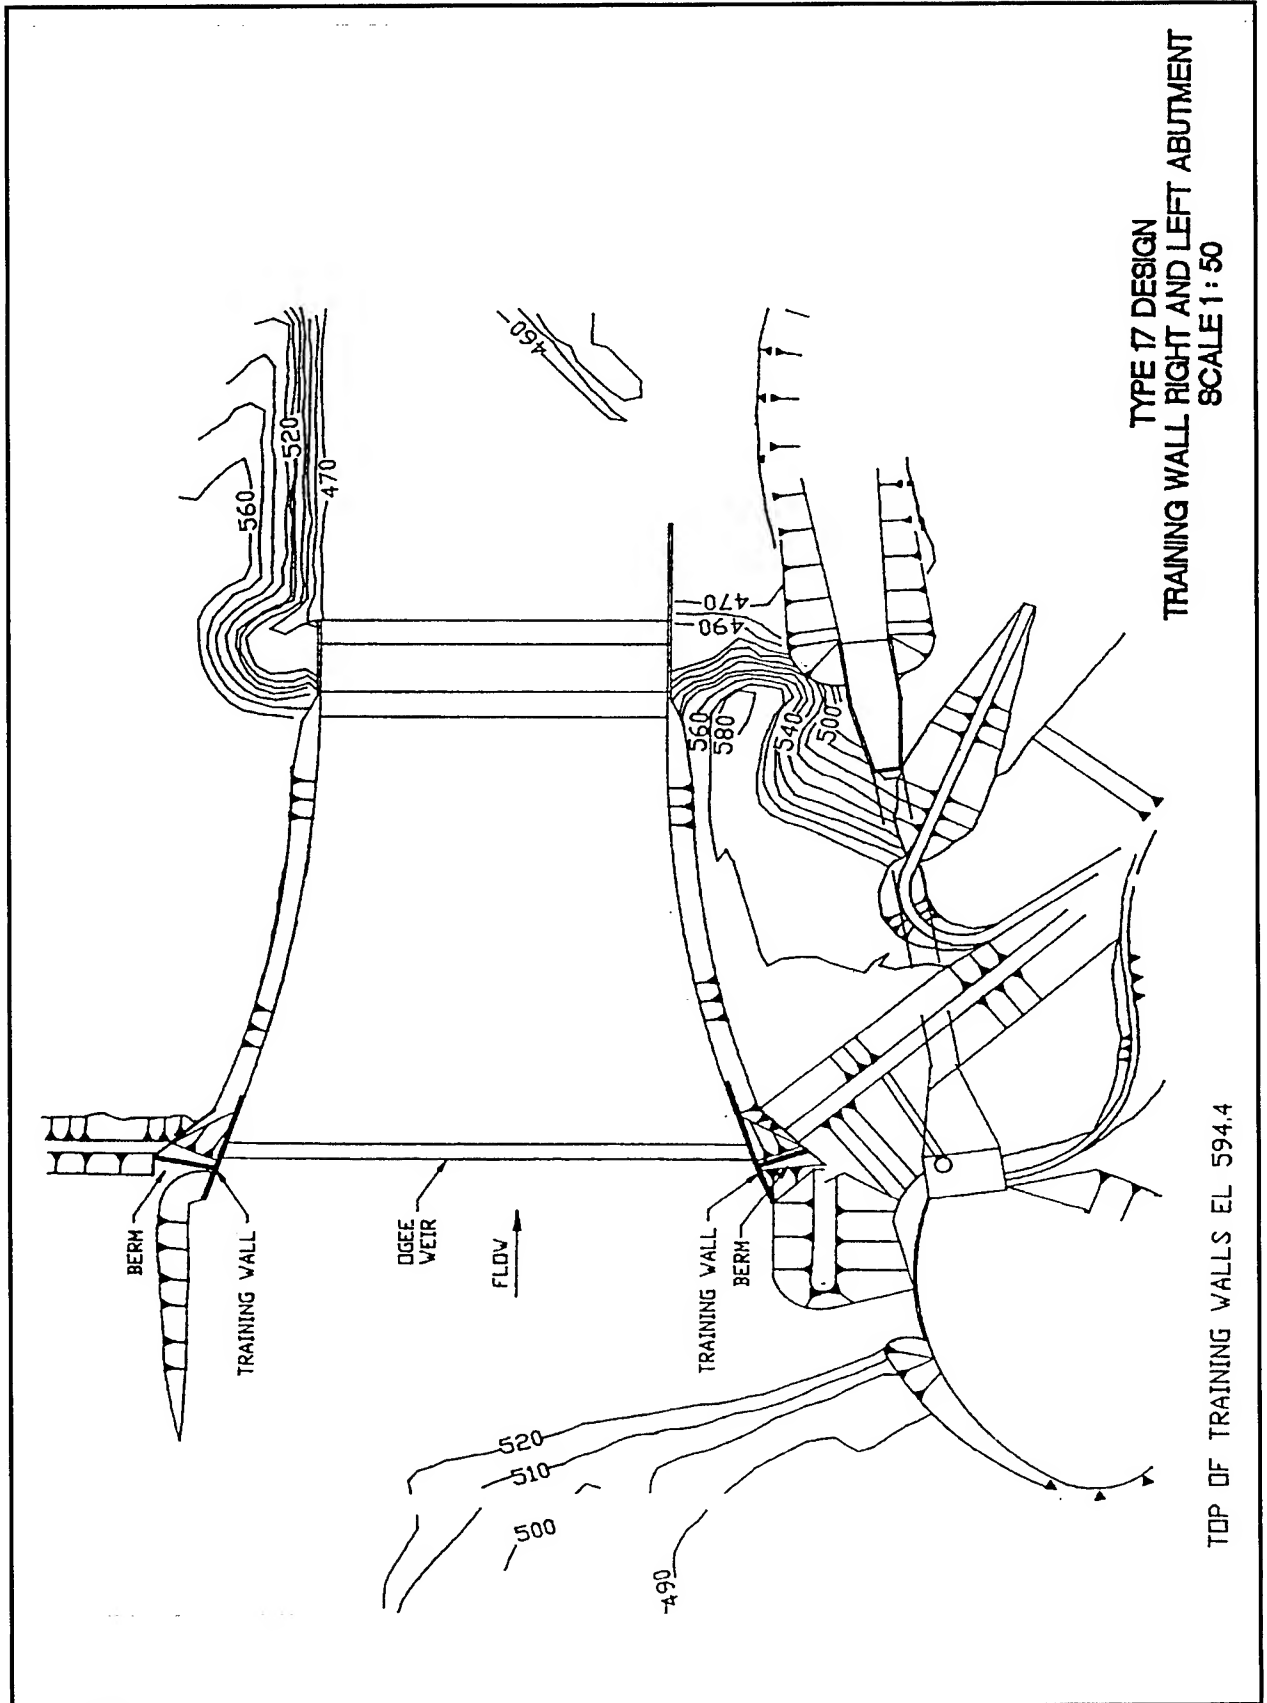 560
520
470
460
BERM
TRAINING WALL
OGEE
WEIR
FLOW
TRAINING WALL
BERM
470
490
560
580
540
500
520
510
500
490
TOP OF TRAINING WALLS EL 594.4
TYPE 17 DESIGN
TRAINING WALL RIGHT AND LEFT ABUTMENT
SCALE 1 : 50